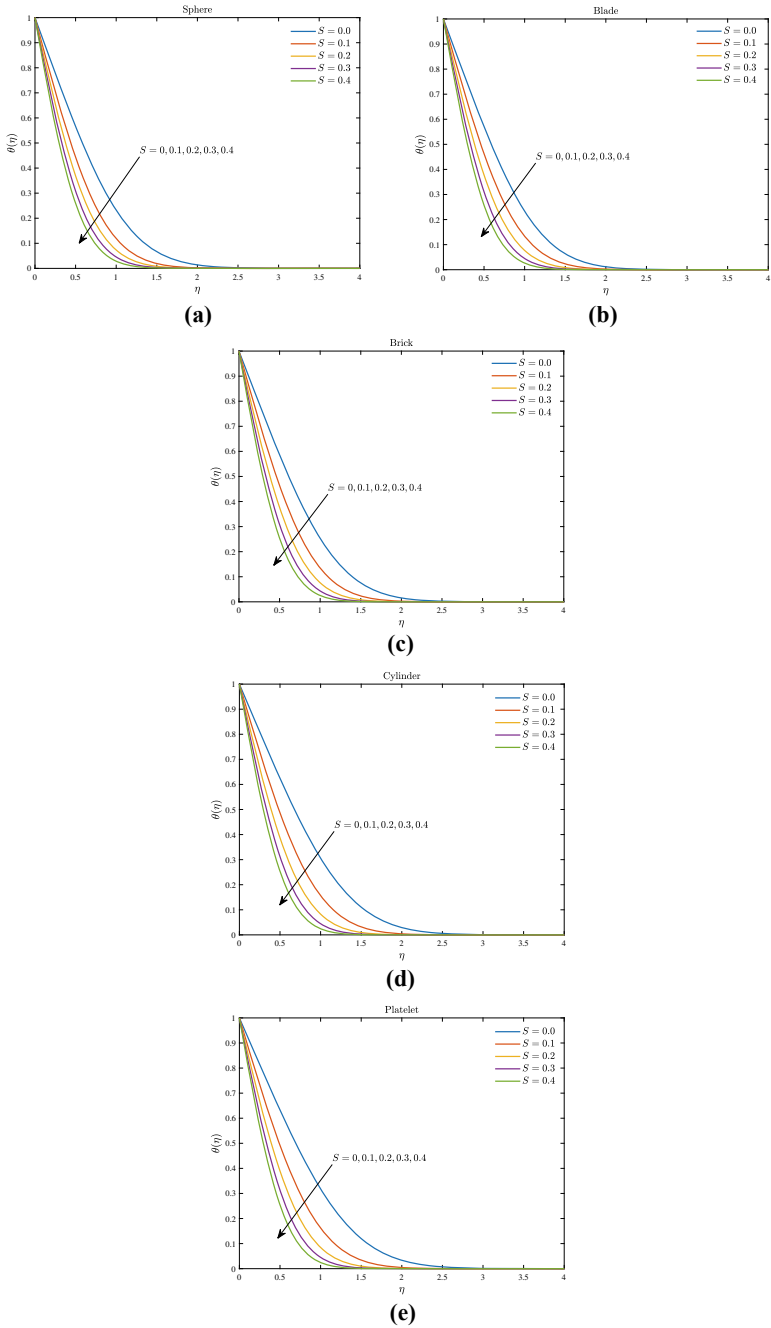 Sphere
1
0.9
0.8
0.7
0.6
0.5
0.4
0.3
0.2
0.1
0
θ(η)
S = 0.0
S = 0.1
S = 0.2
S = 0.3
S = 0.4
S = 0, 0.1, 0.2, 0.3, 0.4
0 0.5 1 1.5 2 2.5 3 3.5 4
η
(a)
Blade
1
0.9
0.8
0.7
0.6
0.5
0.4
0.3
0.2
0.1
0
θ(η)
S = 0.0
S = 0.1
S = 0.2
S = 0.3
S = 0.4
S = 0, 0.1, 0.2, 0.3, 0.4
0 0.5 1 1.5 2 2.5 3 3.5 4
η
(b)
Brick
1
0.9
0.8
0.7
0.6
0.5
0.4
0.3
0.2
0.1
0
θ(η)
S = 0.0
S = 0.1
S = 0.2
S = 0.3
S = 0.4
S = 0, 0.1, 0.2, 0.3, 0.4
0 0.5 1 1.5 2 2.5 3 3.5 4
η
(c)
Cylinder
1
0.9
0.8
0.7
0.6
0.5
0.4
0.3
0.2
0.1
0
θ(η)
S = 0.0
S = 0.1
S = 0.2
S = 0.3
S = 0.4
S = 0, 0.1, 0.2, 0.3, 0.4
0 0.5 1 1.5 2 2.5 3 3.5 4
η
(d)
Platelet
1
0.9
0.8
0.7
0.6
0.5
0.4
0.3
0.2
0.1
0
θ(η)
S = 0.0
S = 0.1
S = 0.2
S = 0.3
S = 0.4
S = 0, 0.1, 0.2, 0.3, 0.4
0 0.5 1 1.5 2 2.5 3 3.5 4
η
(e)